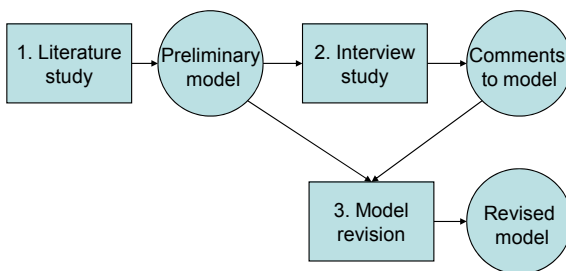 1. Literature
study
Preliminary
model
2. Interview
study
Comments
to model
3. Model
revision
Revised
model